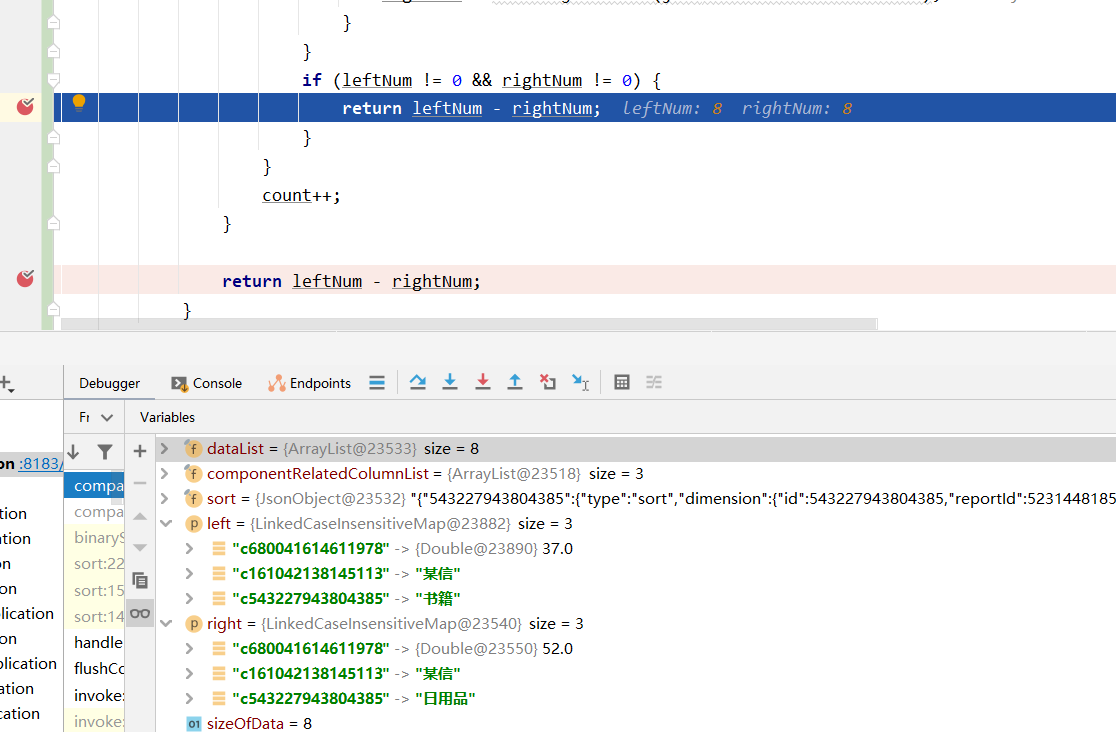 }
}
if (leftNum != 0 && rightNum != 0) {
return leftNum - rightNum; leftNum: 8 rightNum: 8
}
}
count++;
}
return leftNum - rightNum;
}
Debugger Console Endpoints
Fr Variables
dataList = {ArrayList@23533} size = 8
on :8183/
componentRelatedColumnList = {ArrayList@23518} size = 3
compa
sort = {JsonObject@23532} "{"543227943804385":{"type":"sort","dimension":{"id":543227943804385,"reportId":5231448185
tion
compa
left = {LinkedCaseInsensitiveMap@23882} size = 3
ation
binaryS
"c680041614611978" -> {Double@23890} 37.0
on
sort:22
"c161042138145113" -> "某信"
on
sort:15
"c543227943804385" -> "书籍"
lication
sort:14
right = {LinkedCaseInsensitiveMap@23540} size = 3
on
handle
"c680041614611978" -> {Double@23550} 52.0
plication
flushCo
"c161042138145113" -> "某信"
ation
invoke:
"c543227943804385" -> "日用品"
cation
invoke:
01 sizeOfData = 8